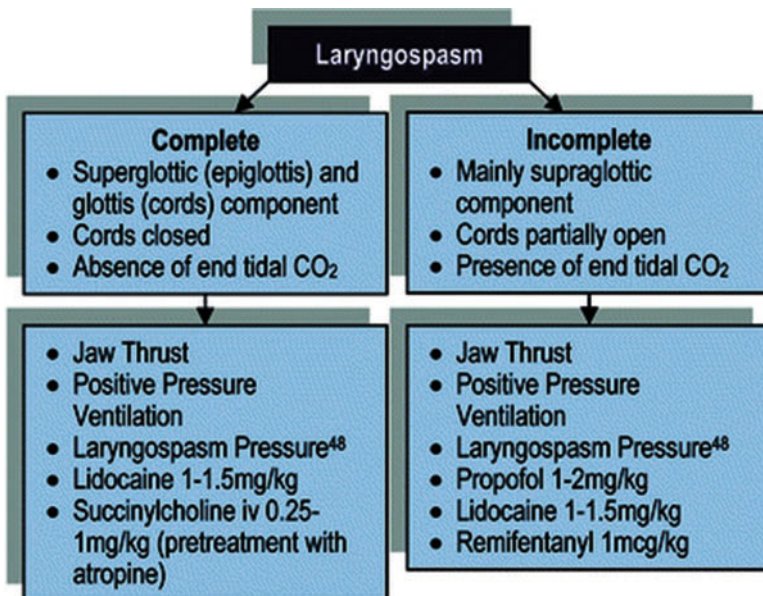 Laryngospasm
Complete
• Superglottic (epiglottis) and
glottis (cords) component
• Cords closed
• Absence of end tidal CO₂
Incomplete
• Mainly supraglottic
component
• Cords partially open
• Presence of end tidal CO₂
• Jaw Thrust
• Positive Pressure
Ventilation
• Laryngospasm Pressure⁴⁸
• Lidocaine 1-1.5mg/kg
• Succinylcholine iv 0.25-
1mg/kg (pretreatment with
atropine)
• Jaw Thrust
• Positive Pressure
Ventilation
• Laryngospasm Pressure⁴⁸
• Propofol 1-2mg/kg
• Lidocaine 1-1.5mg/kg
• Remifentanyl 1mcg/kg